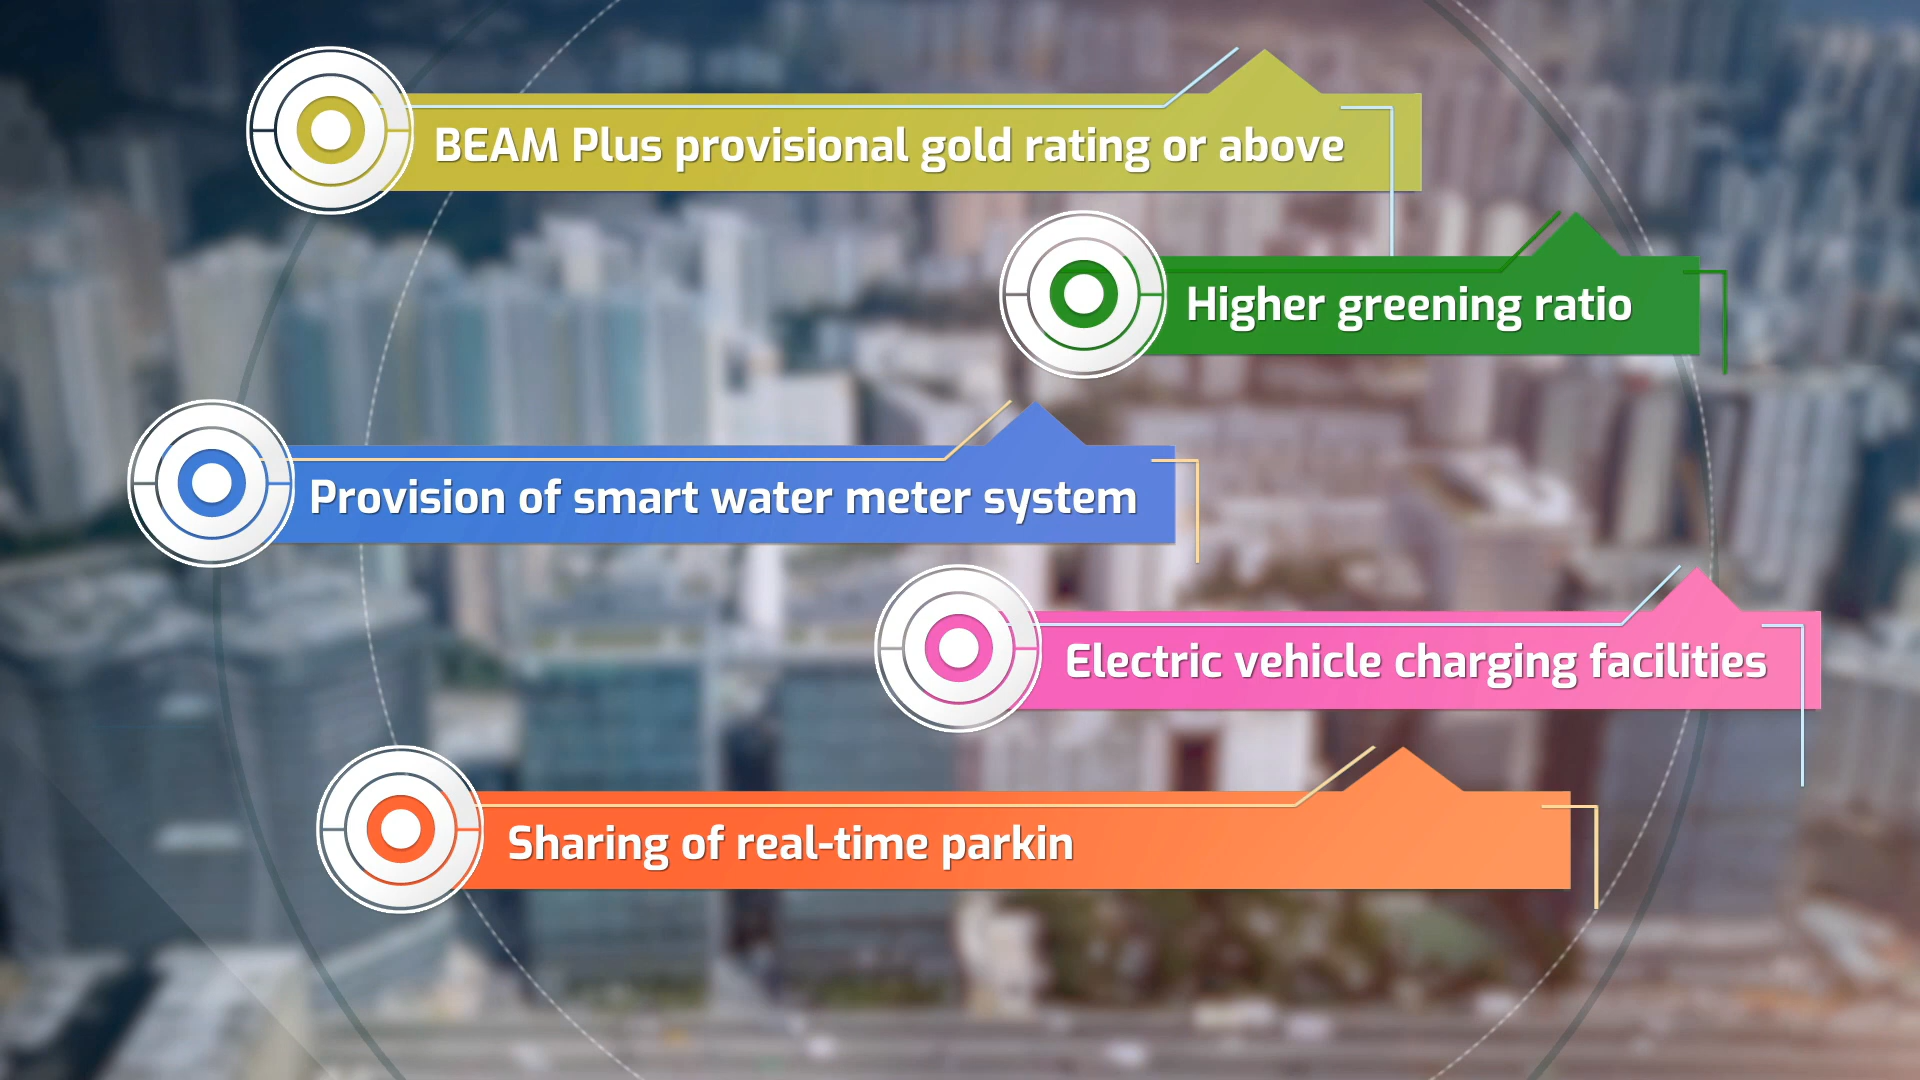 BEAM Plus provisional gold rating or above
Higher greening ratio
Provision of smart water meter system
Electric vehicle charging facilities
Sharing of real-time parkin